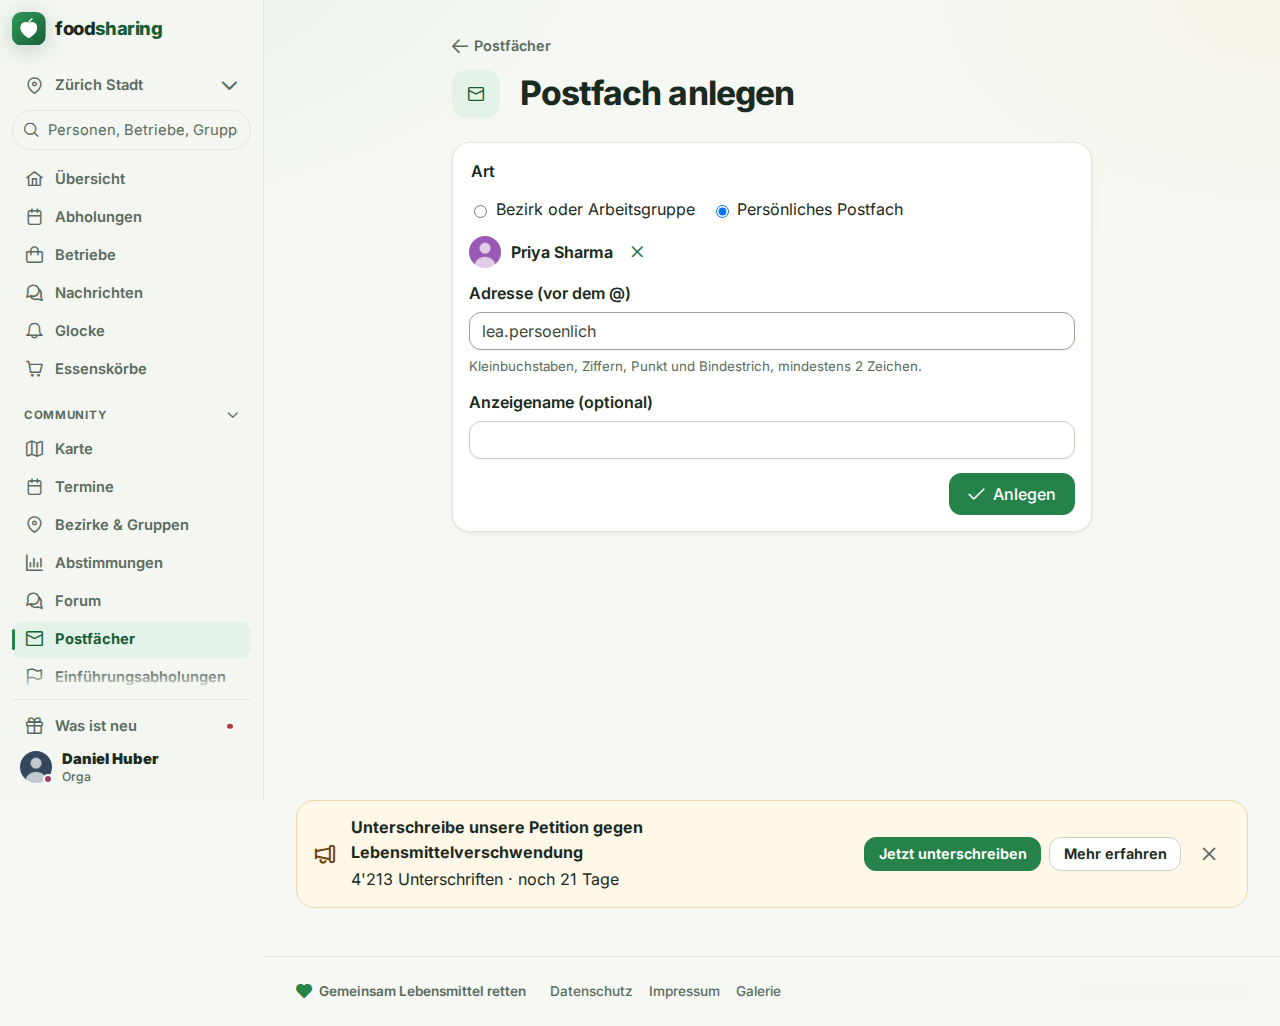 foodsharing
Zürich Stadt
Personen, Betriebe, Grupp
Übersicht
Abholungen
Betriebe
Nachrichten
Glocke
Essenskörbe
COMMUNITY
Karte
Termine
Bezirke & Gruppen
Abstimmungen
Forum
Postfächer
Einführungsabholungen
Was ist neu
Daniel Huber
Orga
Postfächer
Postfach anlegen
Art
Bezirk oder Arbeitsgruppe
Persönliches Postfach
Priya Sharma
Adresse (vor dem @)
lea.persoenlich
Kleinbuchstaben, Ziffern, Punkt und Bindestrich, mindestens 2 Zeichen.
Anzeigename (optional)
Anlegen
Unterschreibe unsere Petition gegen
Lebensmittelverschwendung
4'213 Unterschriften · noch 21 Tage
Jetzt unterschreiben
Mehr erfahren
Gemeinsam Lebensmittel retten
Datenschutz
Impressum
Galerie